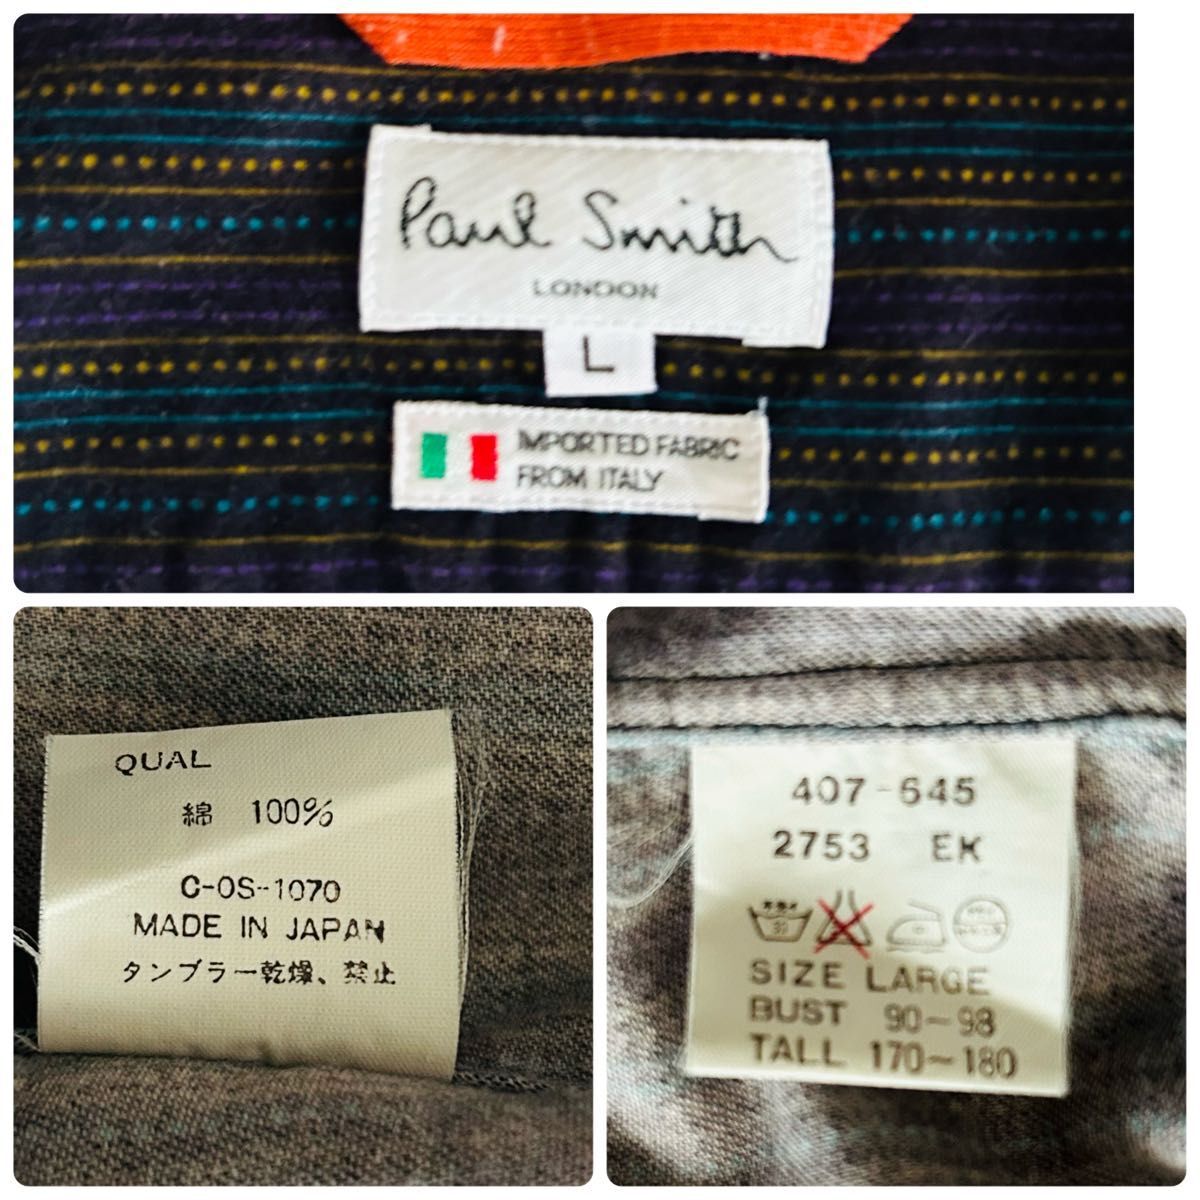 Paul Smith
LONDON
L
IMPORTED FABRIC
FROM ITALY
QUAL
綿 100%
C-OS-1070
MADE IN JAPAN
タンブラー乾燥、禁止
407-645
2753 EK
SIZE LARGE
BUST 90-98
TALL 170-180